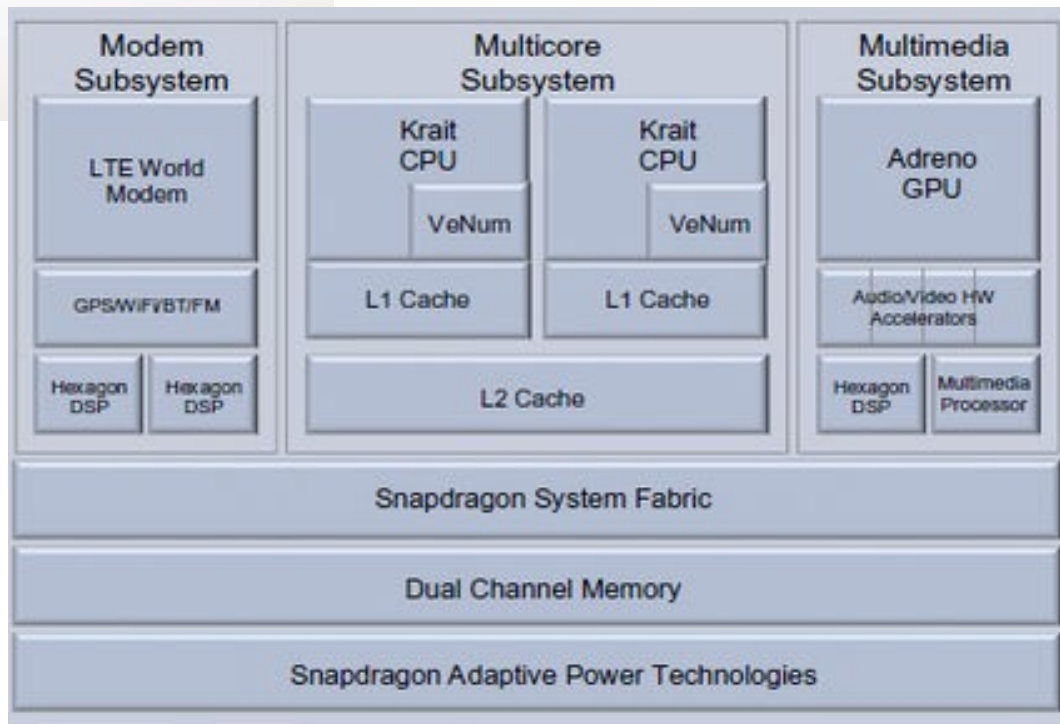 Modem
Subsystem
LTE World
Modem
GPS/WiFi/BT/FM
Hexagon
DSP
Hexagon
DSP
Multicore
Subsystem
Krait
CPU
VeNum
L1 Cache
Krait
CPU
VeNum
L1 Cache
L2 Cache
Multimedia
Subsystem
Adreno
GPU
Audio/Video HW
Accelerators
Hexagon
DSP
Multimedia
Processor
Snapdragon System Fabric
Dual Channel Memory
Snapdragon Adaptive Power Technologies